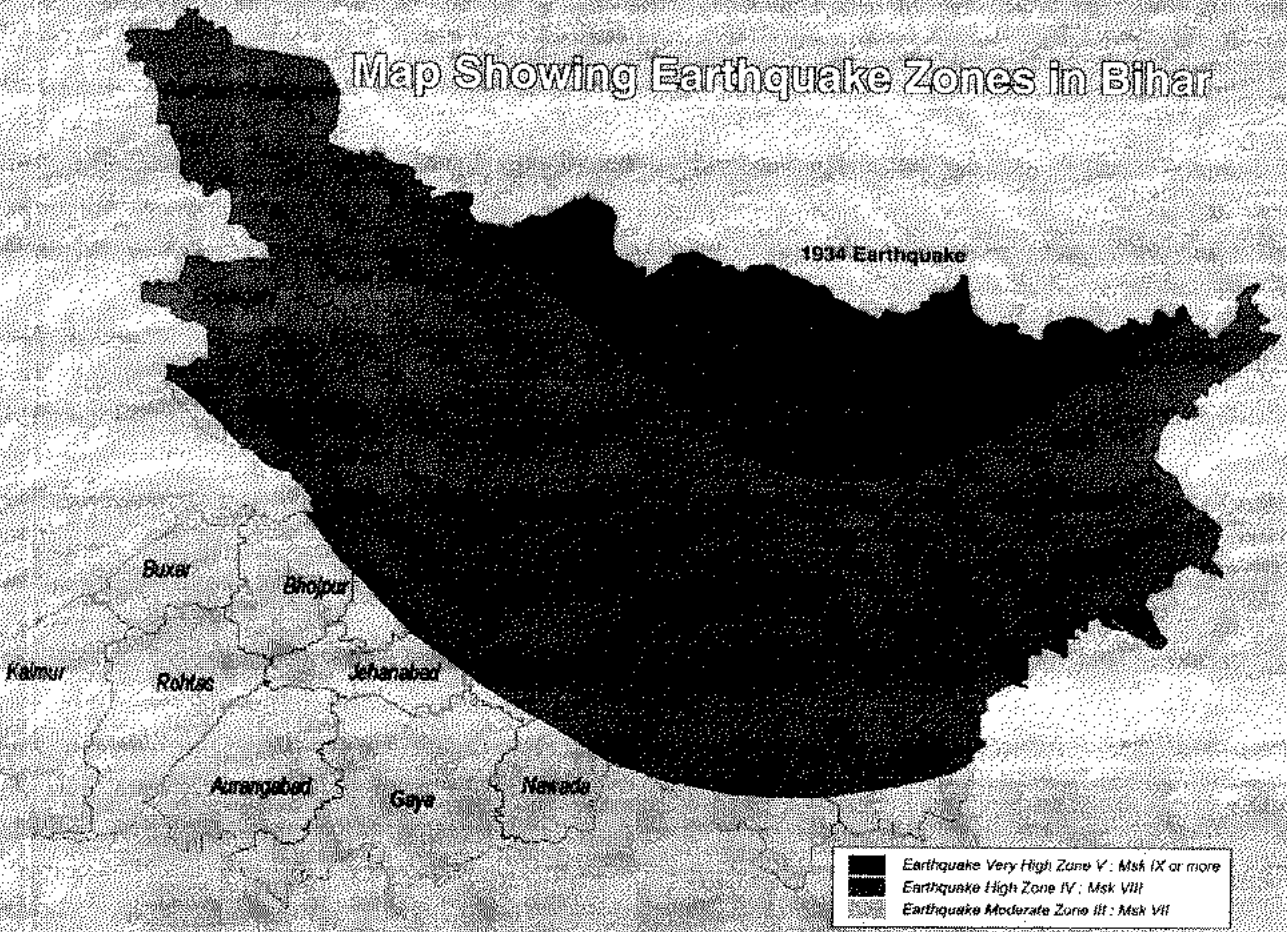 Map Showing Earthquake Zones in Bihar
1934 Earthquake
Buxar
Bhojpur
Kaimur
Rohtas
Jehanabad
Aurangabad
Gaya
Nawada
Earthquake Very High Zone V : Msk IX or more
Earthquake High Zone IV : Msk VIII
Earthquake Moderate Zone III : Msk VII